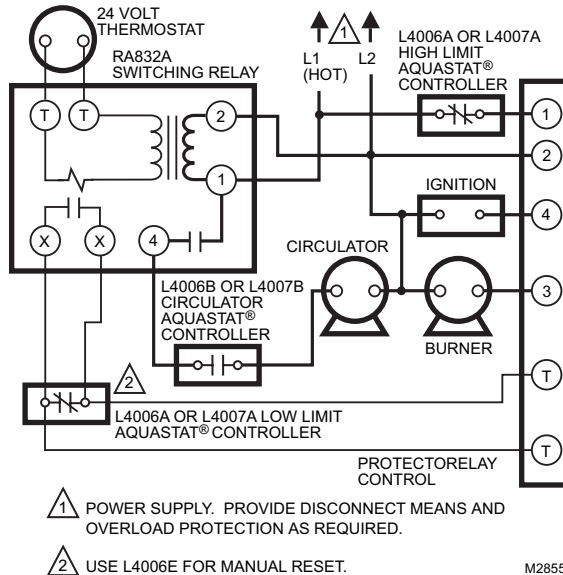 24 VOLT
THERMOSTAT
RA832A
SWITCHING RELAY
T
T
2
1
X
X
4
1
L1
(HOT)
L2
L4006A OR L4007A
HIGH LIMIT
AQUASTAT®
CONTROLLER
1
2
IGNITION
4
CIRCULATOR
3
BURNER
L4006B OR L4007B
CIRCULATOR
AQUASTAT®
CONTROLLER
2
L4006A OR L4007A LOW LIMIT
AQUASTAT® CONTROLLER
T
T
PROTECTORELAY
CONTROL
1 POWER SUPPLY. PROVIDE DISCONNECT MEANS AND
OVERLOAD PROTECTION AS REQUIRED.
2 USE L4006E FOR MANUAL RESET.
M2855